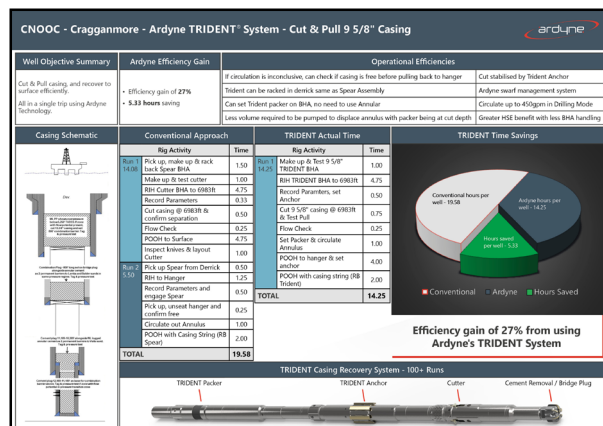 CNOOC - Cragganmore - Ardyne TRIDENT® System - Cut & Pull 9 5/8" Casing
ardyne
Well Objective Summary
Cut & Pull casing, and recover to
surface efficiently.
All in a single trip using Ardyne
Technology.
Ardyne Efficiency Gain
• Efficiency gain of 27%
• 5.33 hours saving
Operational Efficiencies
If circulation is inconclusive, can check if casing is free before pulling back to hanger
Cut stabilised by Trident Anchor
Trident can be racked in derrick same as Spear Assembly
Ardyne swarf management system
Can set Trident packer on BHA, no need to use Annular
Circulate up to 450gpm in Drilling Mode
Less volume required to be pumped to displace annulus with packer being at cut depth
Greater HSE benefit with less BHA handling
Casing Schematic
Conventional Approach
Rig Activity Time
Run 1
14.08
Pick up, make up & rack
back Spear BHA 1.50
Make up & test cutter 1.00
RIH Cutter BHA to 6983ft 4.75
Record Parameters 0.33
Cut casing @ 6983ft &
confirm separation 0.50
Flow Check 0.25
POOH to Surface 4.75
Inspect knives & layout
Cutter 1.00
Run 2
5.50
Pick up Spear from Derrick 0.50
RIH to Hanger 1.25
Record Parameters and
engage Spear 0.50
Pick up, unseat hanger and
confirm free 0.25
Circulate out Annulus 1.00
POOH with Casing String (RB
Spear) 2.00
TOTAL 19.58
TRIDENT Actual Time
Rig Activity Time
Run 1
14.25
Make up & Test 9 5/8"
TRIDENT BHA 1.00
RIH TRIDENT BHA to 6983ft 4.75
Record Paramters, set
Anchor 0.50
Cut 9 5/8" casing @ 6983ft
& Test Pull 0.75
Flow Check 0.25
Set Packer & circulate
Annulus 1.00
POOH to hanger & set
anchor 4.00
POOH with casing string (RB
Trident) 2.00
TOTAL 14.25
TRIDENT Time Savings
Conventional hours per
well - 19.58
Ardyne hours per
well - 14.25
Hours saved
per well - 5.33
Conventional Ardyne Hours Saved
Efficiency gain of 27% from using
Ardyne's TRIDENT System
TRIDENT Casing Recovery System - 100+ Runs
TRIDENT Packer
TRIDENT Anchor
Cutter
Cement Removal / Bridge Plug